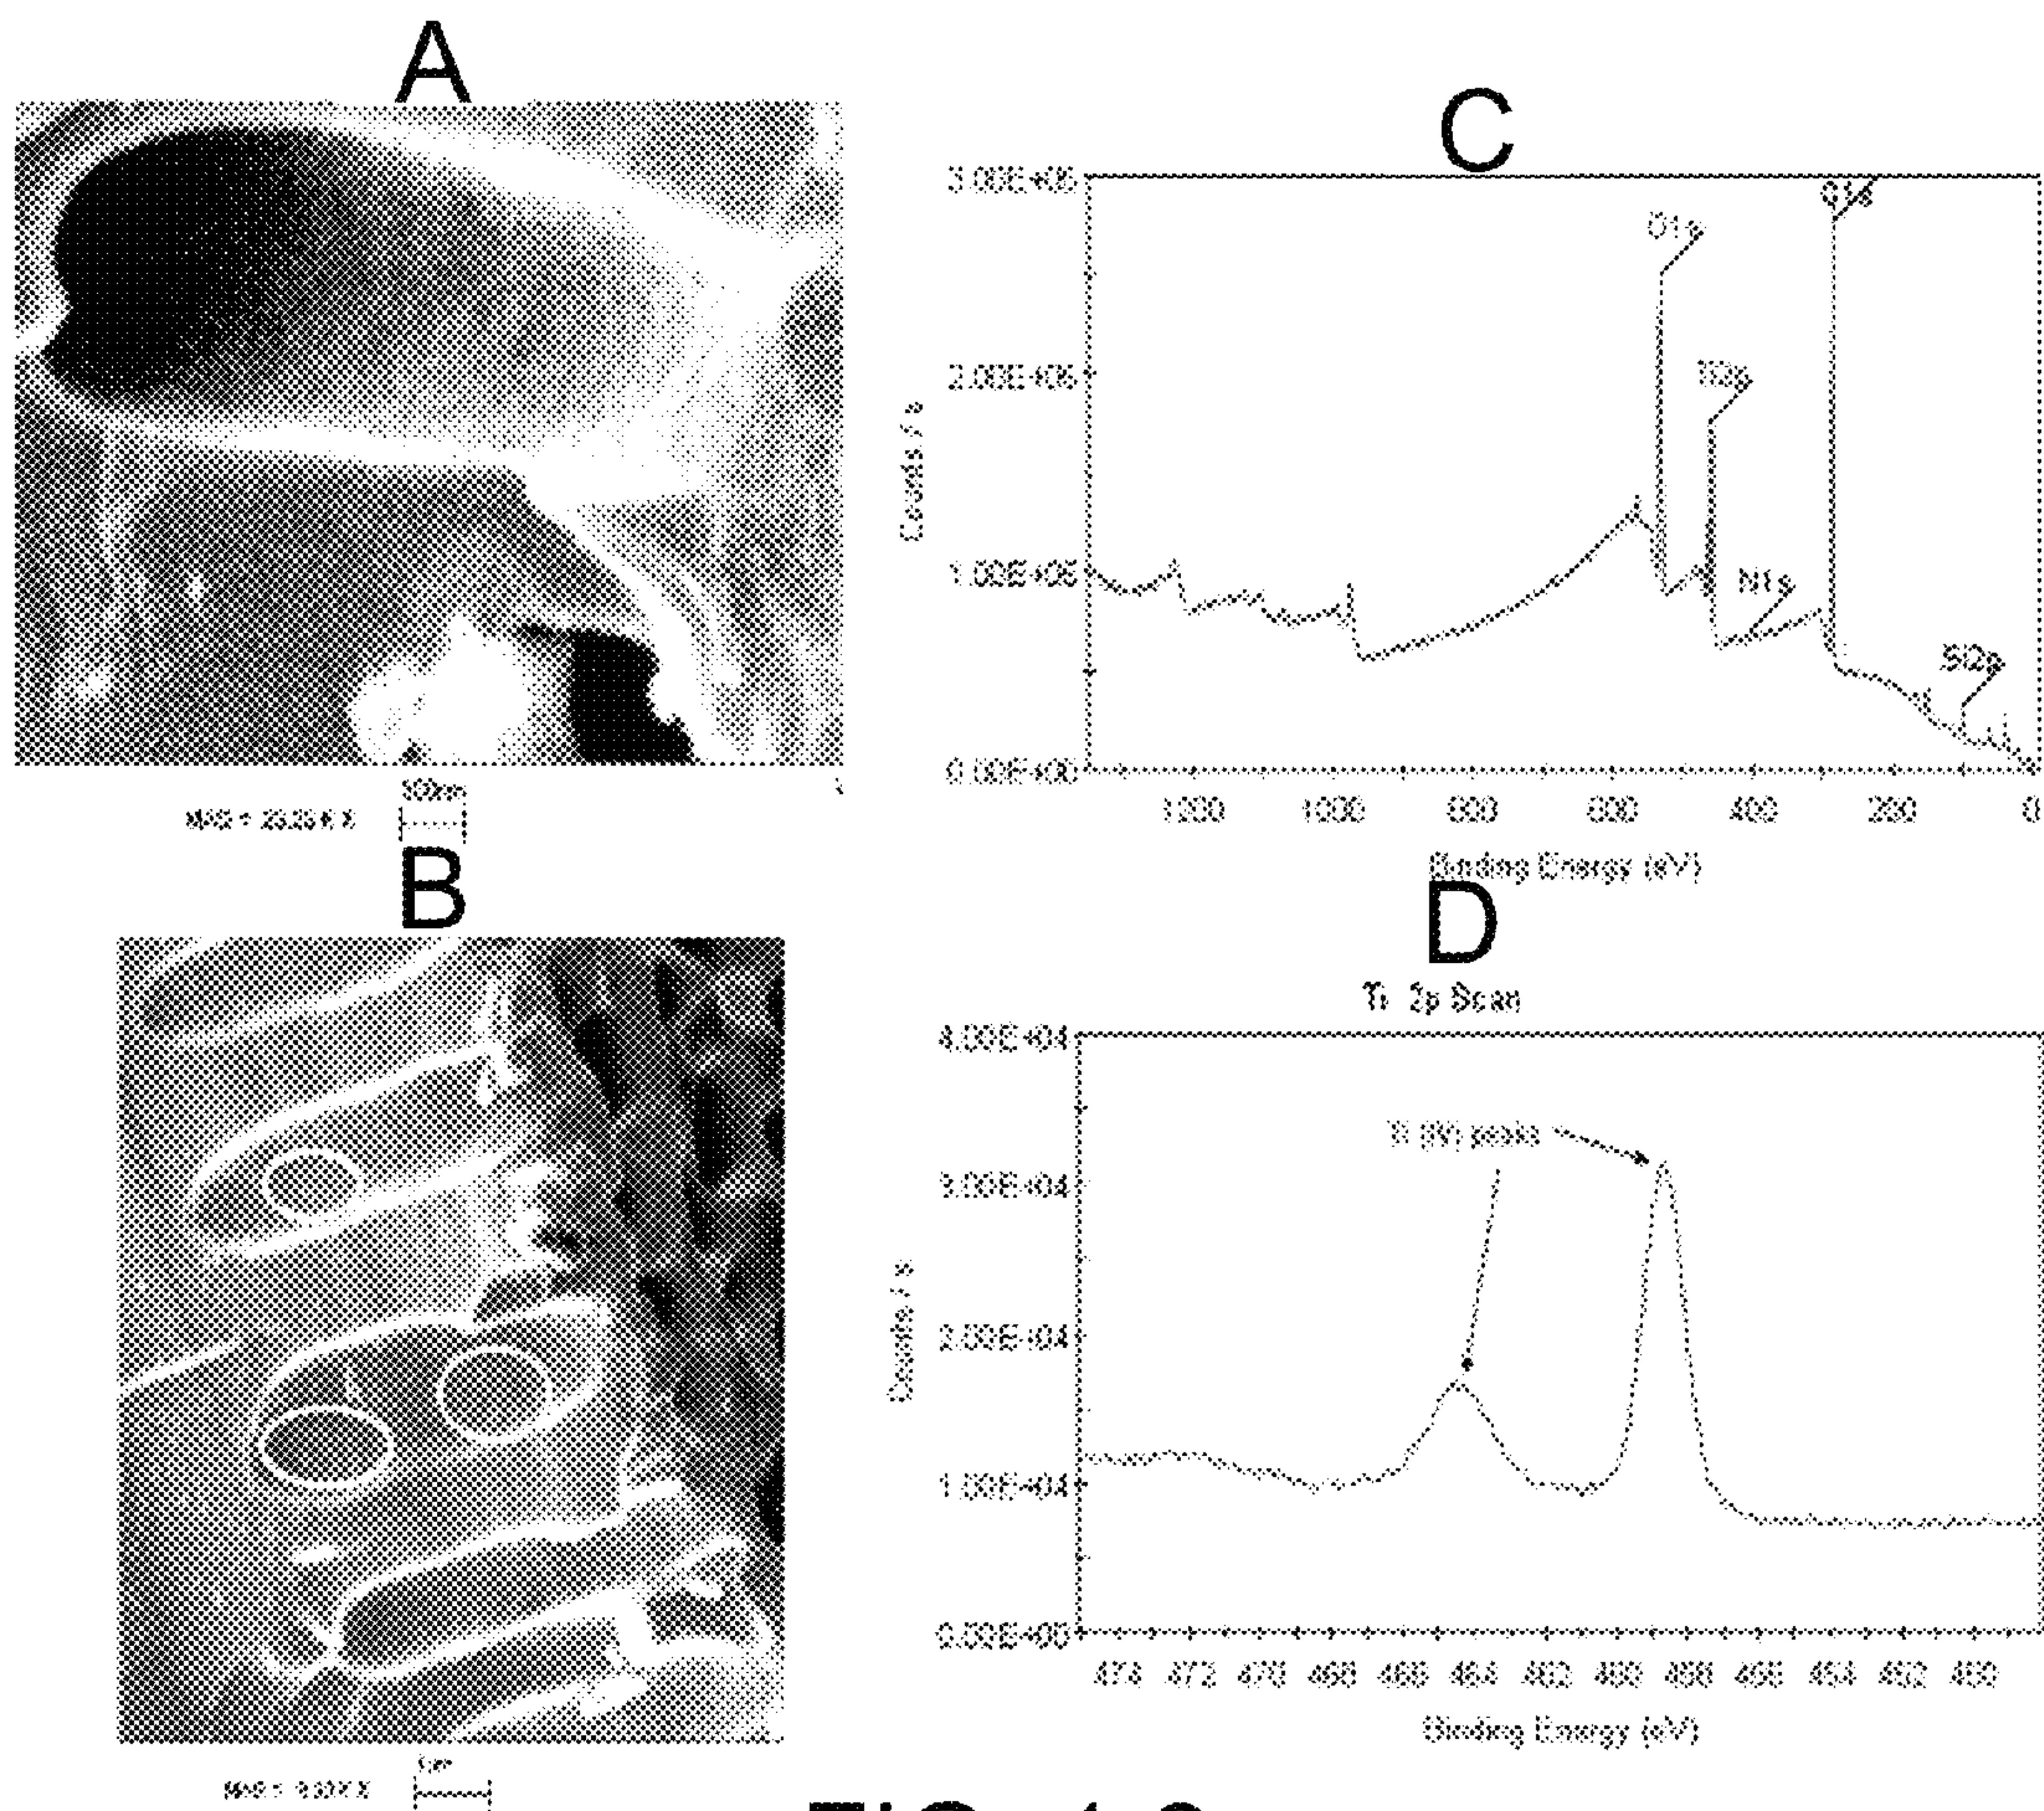 A
B
C
3.00E+05
2.00E+05
1.00E+05
0.00E+00
O1s
Ti2p
N1s
C1s
Si2p
Counts / s
1200 1000 800 600 400 200 0
Binding Energy (eV)
D
Ti 2p Scan
4.00E+04
3.00E+04
2.00E+04
1.00E+04
0.00E+00
Ti (IV) peaks
Counts / s
474 472 470 468 466 464 462 460 458 456 454 452 450
Binding Energy (eV)